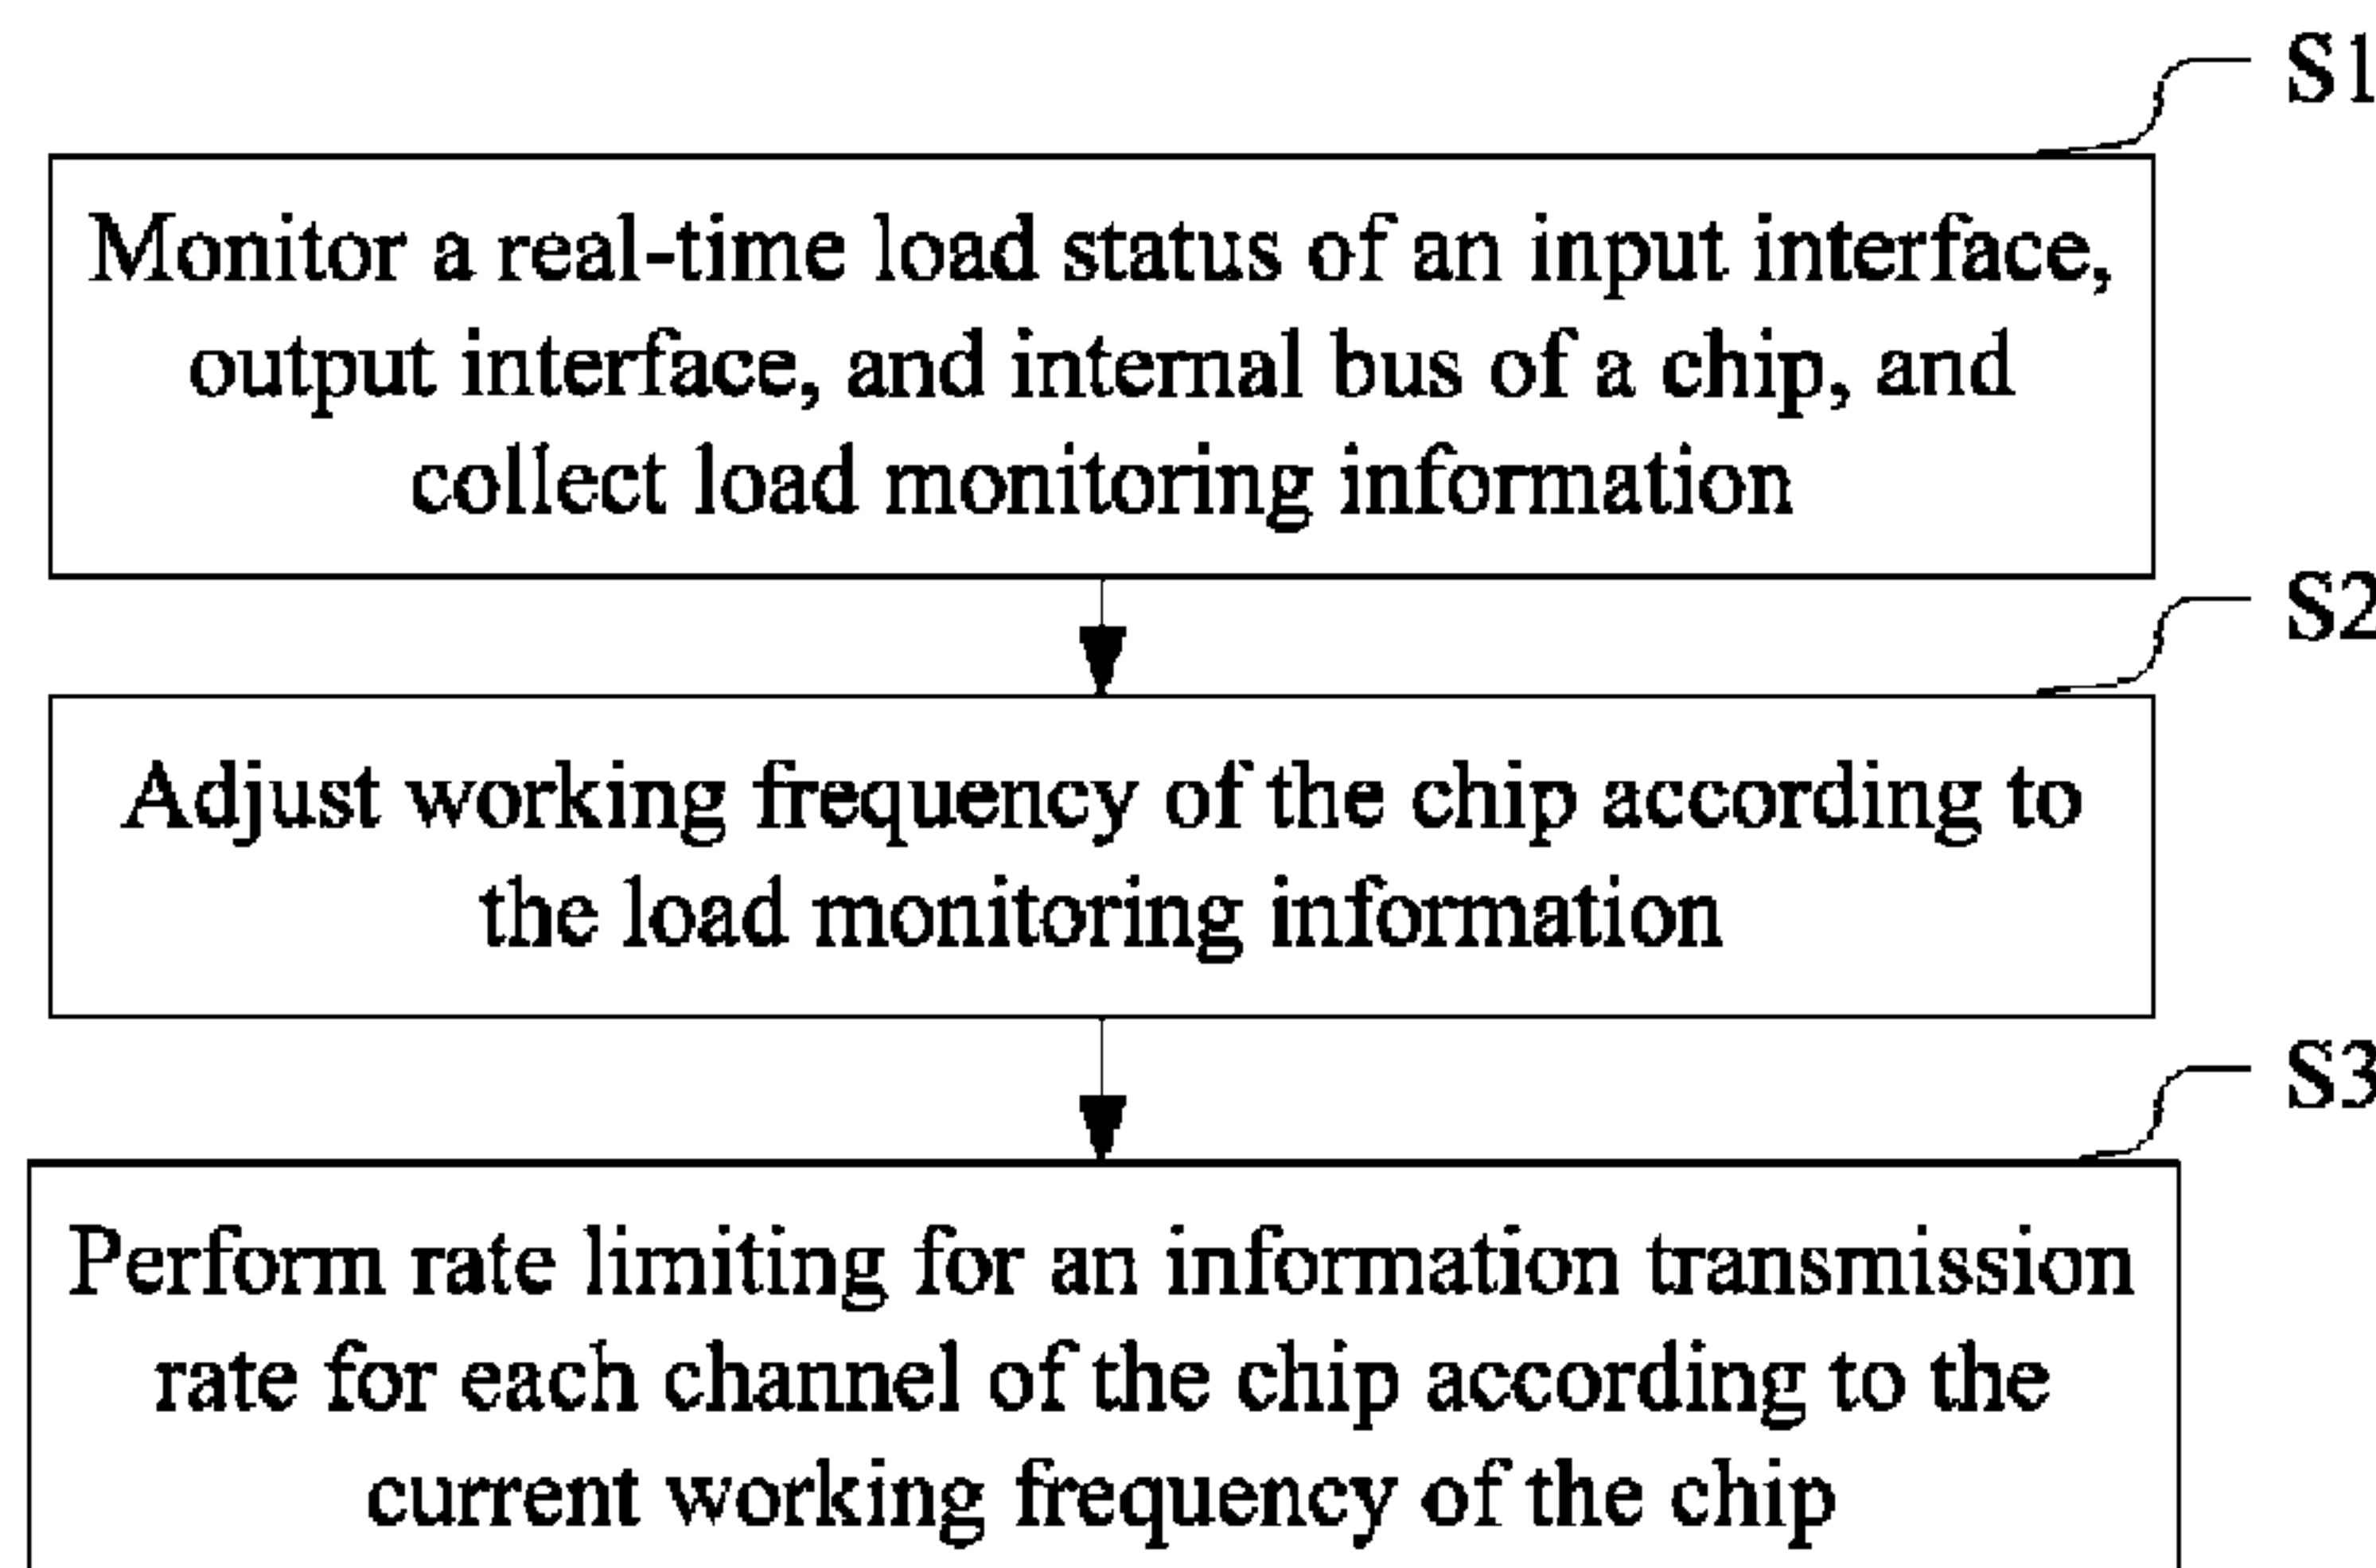 S1
Monitor a real-time load status of an input interface,
output interface, and internal bus of a chip, and
collect load monitoring information
S2
Adjust working frequency of the chip according to
the load monitoring information
S3
Perform rate limiting for an information transmission
rate for each channel of the chip according to the
current working frequency of the chip